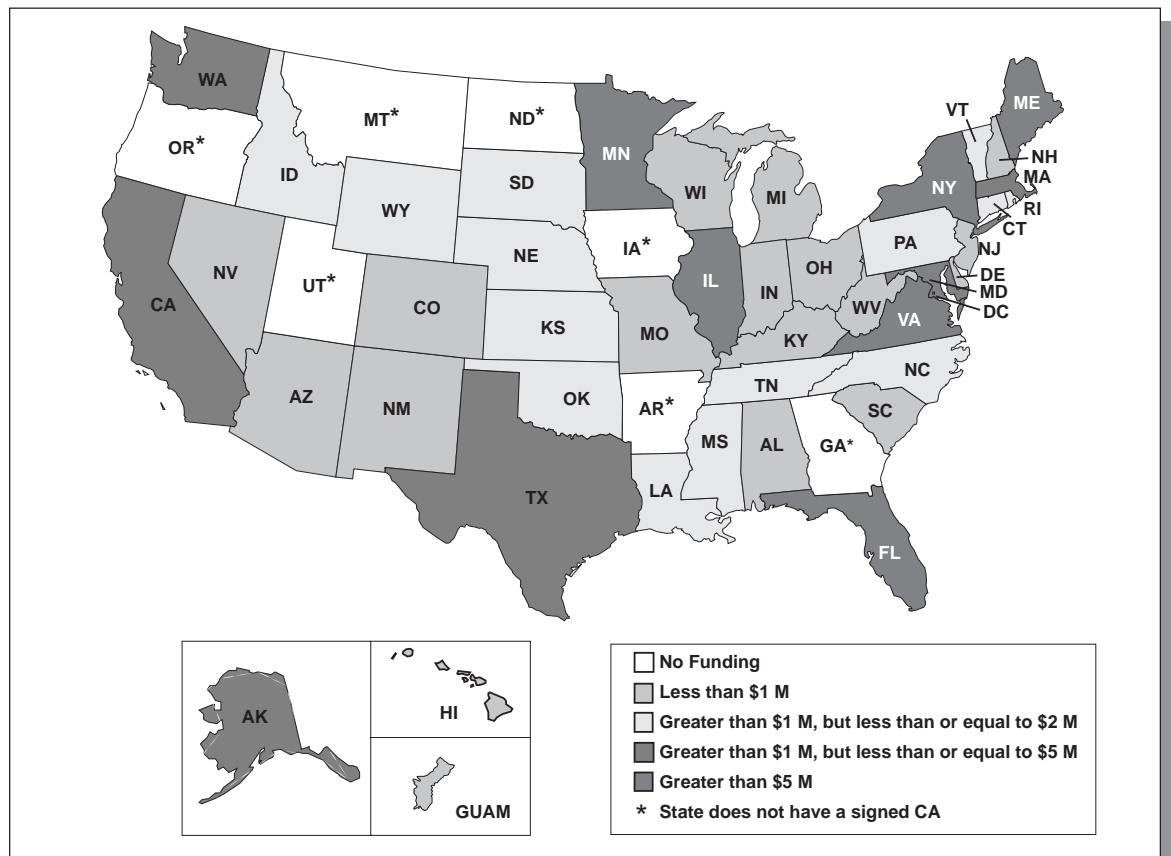 WA
MT*
ND*
OR*
ID
MN
SD
WY
WI
MI
VT
ME
NH
MA
NY
RI
CT
IA*
NE
PA
NJ
NV
UT*
CO
CA
IL
IN
OH
DE
MD
DC
WV
VA
KS
MO
KY
AZ
NM
OK
AR*
TN
NC
SC
MS
AL
GA*
TX
LA
FL
AK
HI
GUAM
No Funding
Less than $1 M
Greater than $1 M, but less than or equal to $2 M
Greater than $1 M, but less than or equal to $5 M
Greater than $5 M
* State does not have a signed CA